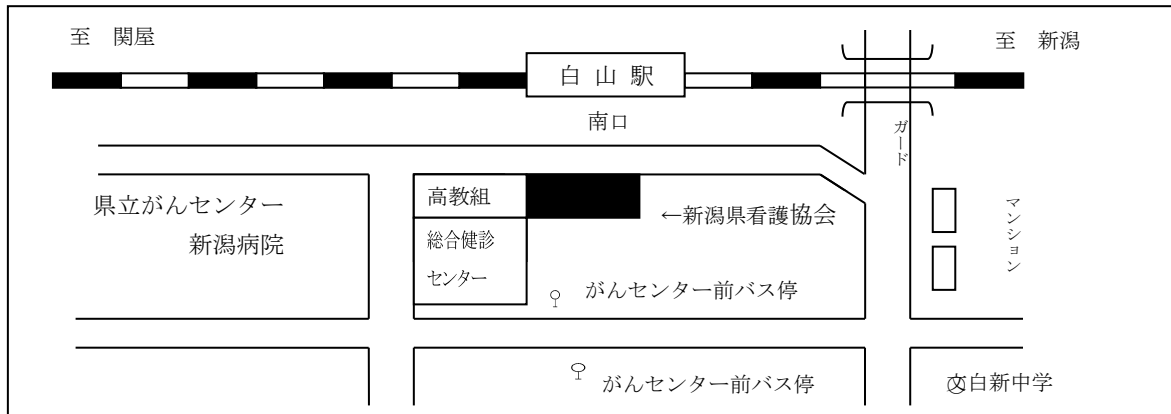 至　関屋
至　新潟
白 山 駅
南口
ガード
高教組
県立がんセンター
新潟病院
←新潟県看護協会
総合健診
センター
マンション
がんセンター前バス停
がんセンター前バス停
文白新中学